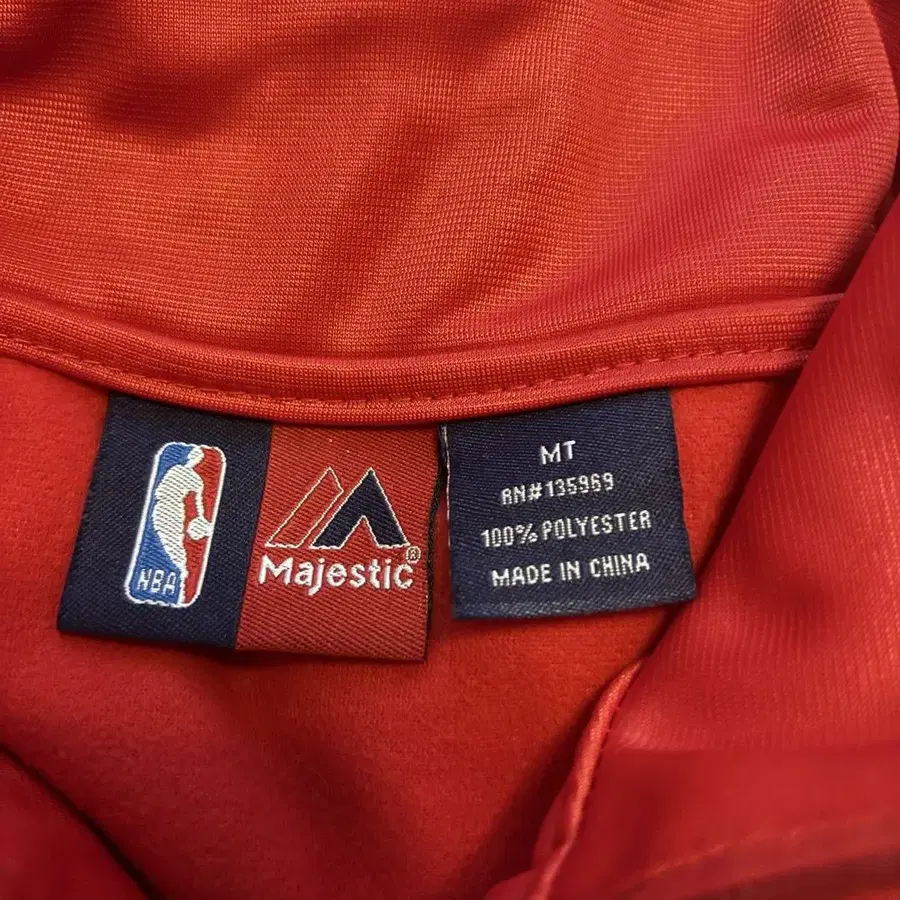 NBA
Majestic®
MT
RN#135969
100% POLYESTER
MADE IN CHINA